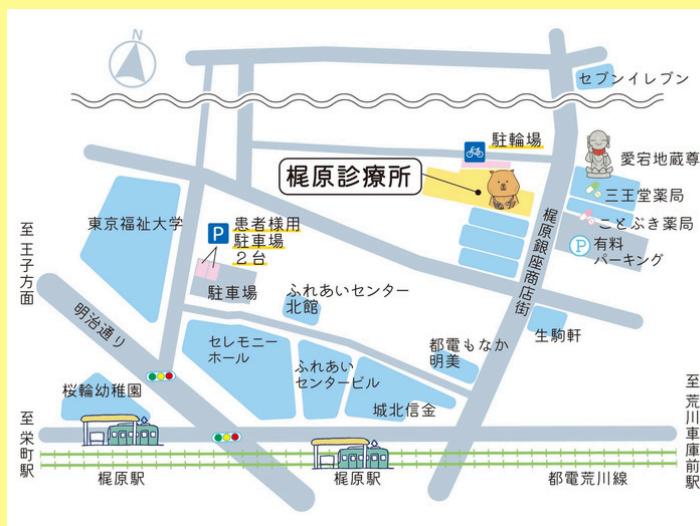 N
セブンイレブン
駐輪場
梶原診療所
愛宕地蔵尊
三王堂薬局
ことぶき薬局
P
有料
パーキング
東京福祉大学
P
患者様用
駐車場
2台
駐車場
至王子方面
明治通り
ふれあいセンター
北館
梶原銀座商店街
生駒軒
セレモニー
ホール
ふれあい
センタービル
都電もなか
明美
城北信金
桜輪幼稚園
至栄町駅
至荒川車庫前駅
梶原駅
梶原駅
都電荒川線